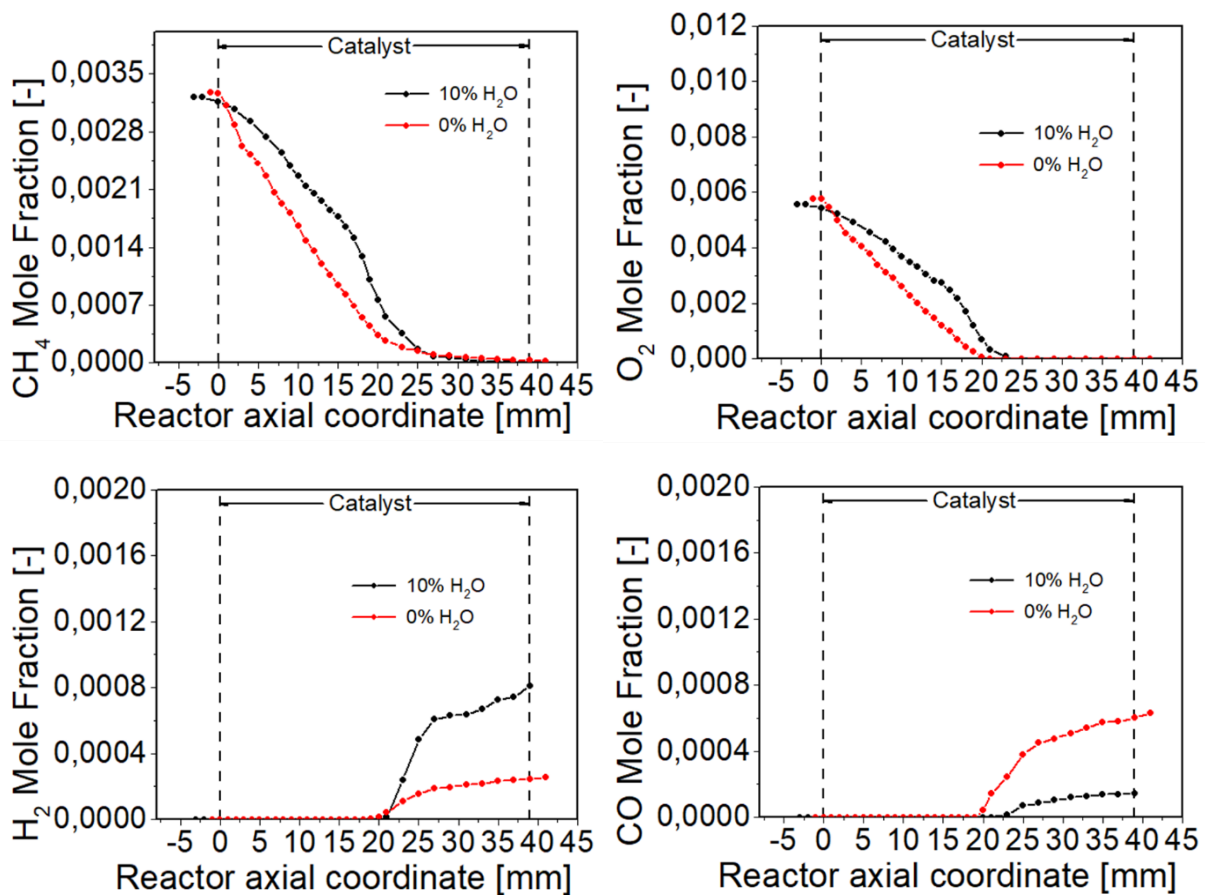 Catalyst
10% H₂O
0% H₂O
CH₄ Mole Fraction [-]
0,0035
0,0028
0,0021
0,0014
0,0007
0,0000
-5 0 5 10 15 20 25 30 35 40 45
Reactor axial coordinate [mm]
Catalyst
10% H₂O
0% H₂O
O₂ Mole Fraction [-]
0,012
0,010
0,008
0,006
0,004
0,002
0,000
-5 0 5 10 15 20 25 30 35 40 45
Reactor axial coordinate [mm]
Catalyst
10% H₂O
0% H₂O
H₂ Mole Fraction [-]
0,0020
0,0016
0,0012
0,0008
0,0004
0,0000
-5 0 5 10 15 20 25 30 35 40 45
Reactor axial coordinate [mm]
Catalyst
10% H₂O
0% H₂O
CO Mole Fraction [-]
0,0020
0,0016
0,0012
0,0008
0,0004
0,0000
-5 0 5 10 15 20 25 30 35 40 45
Reactor axial coordinate [mm]